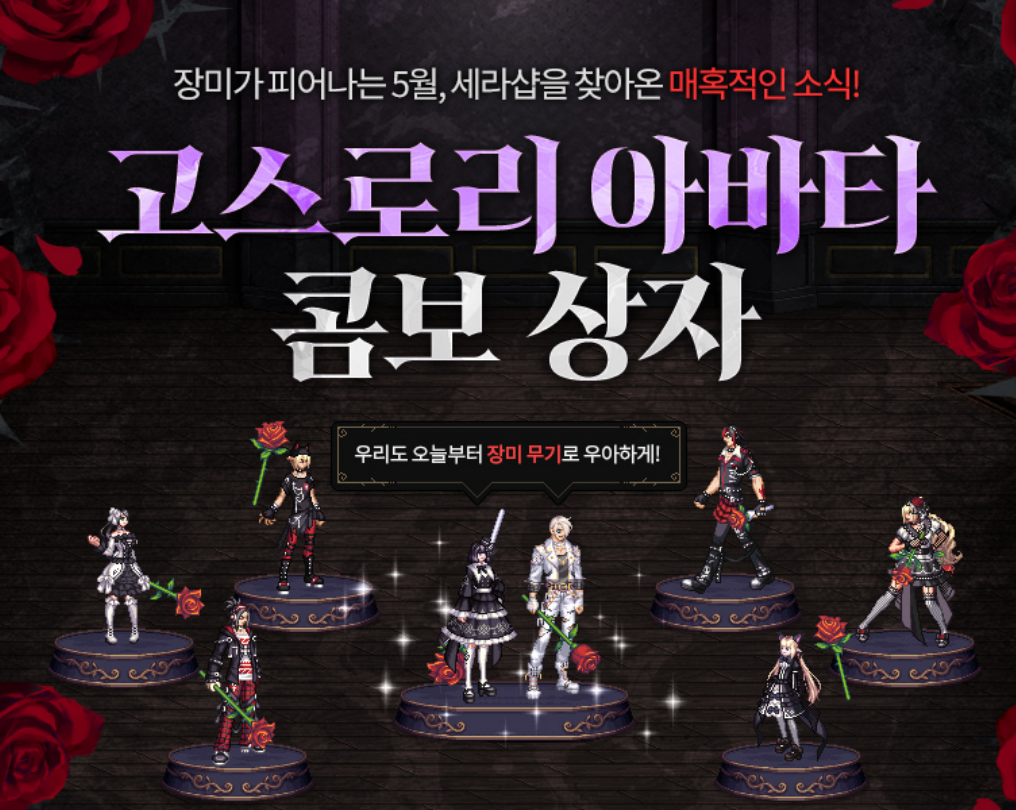 장미가 피어나는 5월, 세라샵을 찾아온 매혹적인 소식!
고스로리 아바타
콤보 상자
우리도 오늘부터 장미 무기로 우아하게!